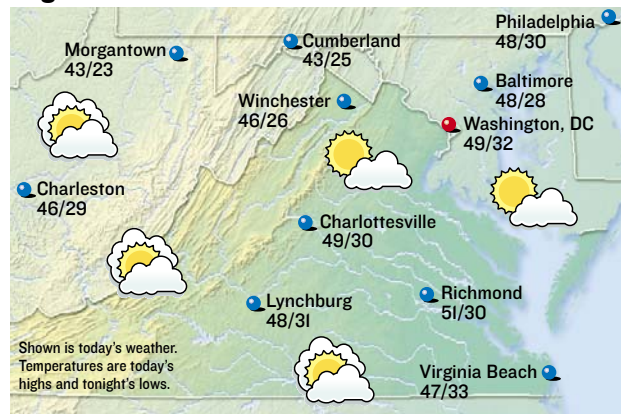 Philadelphia
48/30
Morgantown
43/23
Cumberland
43/25
Baltimore
48/28
Winchester
46/26
Washington, DC
49/32
Charleston
46/29
Charlottesville
49/30
Lynchburg
48/31
Richmond
51/30
Shown is today's weather.
Temperatures are today's
highs and tonight's lows.
Virginia Beach
47/33